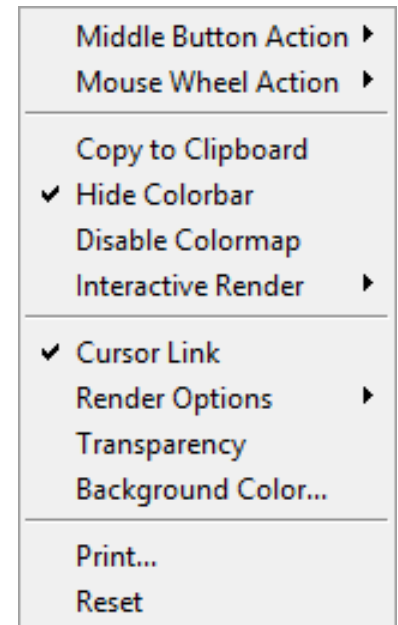 Middle Button Action
Mouse Wheel Action
Copy to Clipboard
Hide Colorbar
Disable Colormap
Interactive Render
Cursor Link
Render Options
Transparency
Background Color...
Print...
Reset